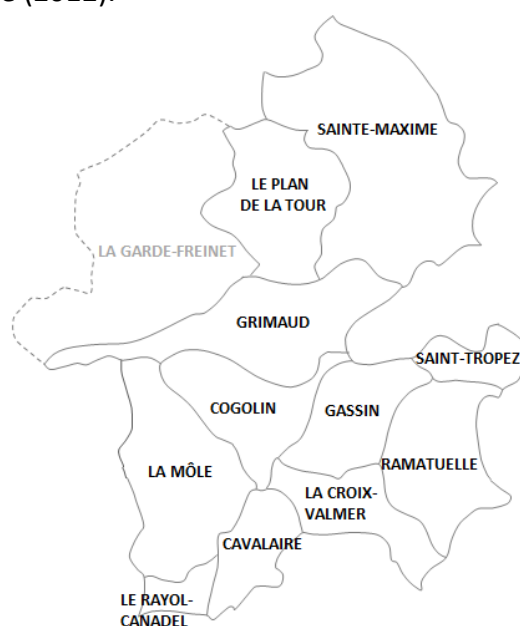 (2012).
SAINTE-MAXIME
LE PLAN
DE LA TOUR
LA GARDE-FREINET
GRIMAUD
SAINT-TROPEZ
COGOLIN
GASSIN
RAMATUELLE
LA MÔLE
LA CROIX-
VALMER
CAVALAIRE
LE RAYOL-
CANADEL